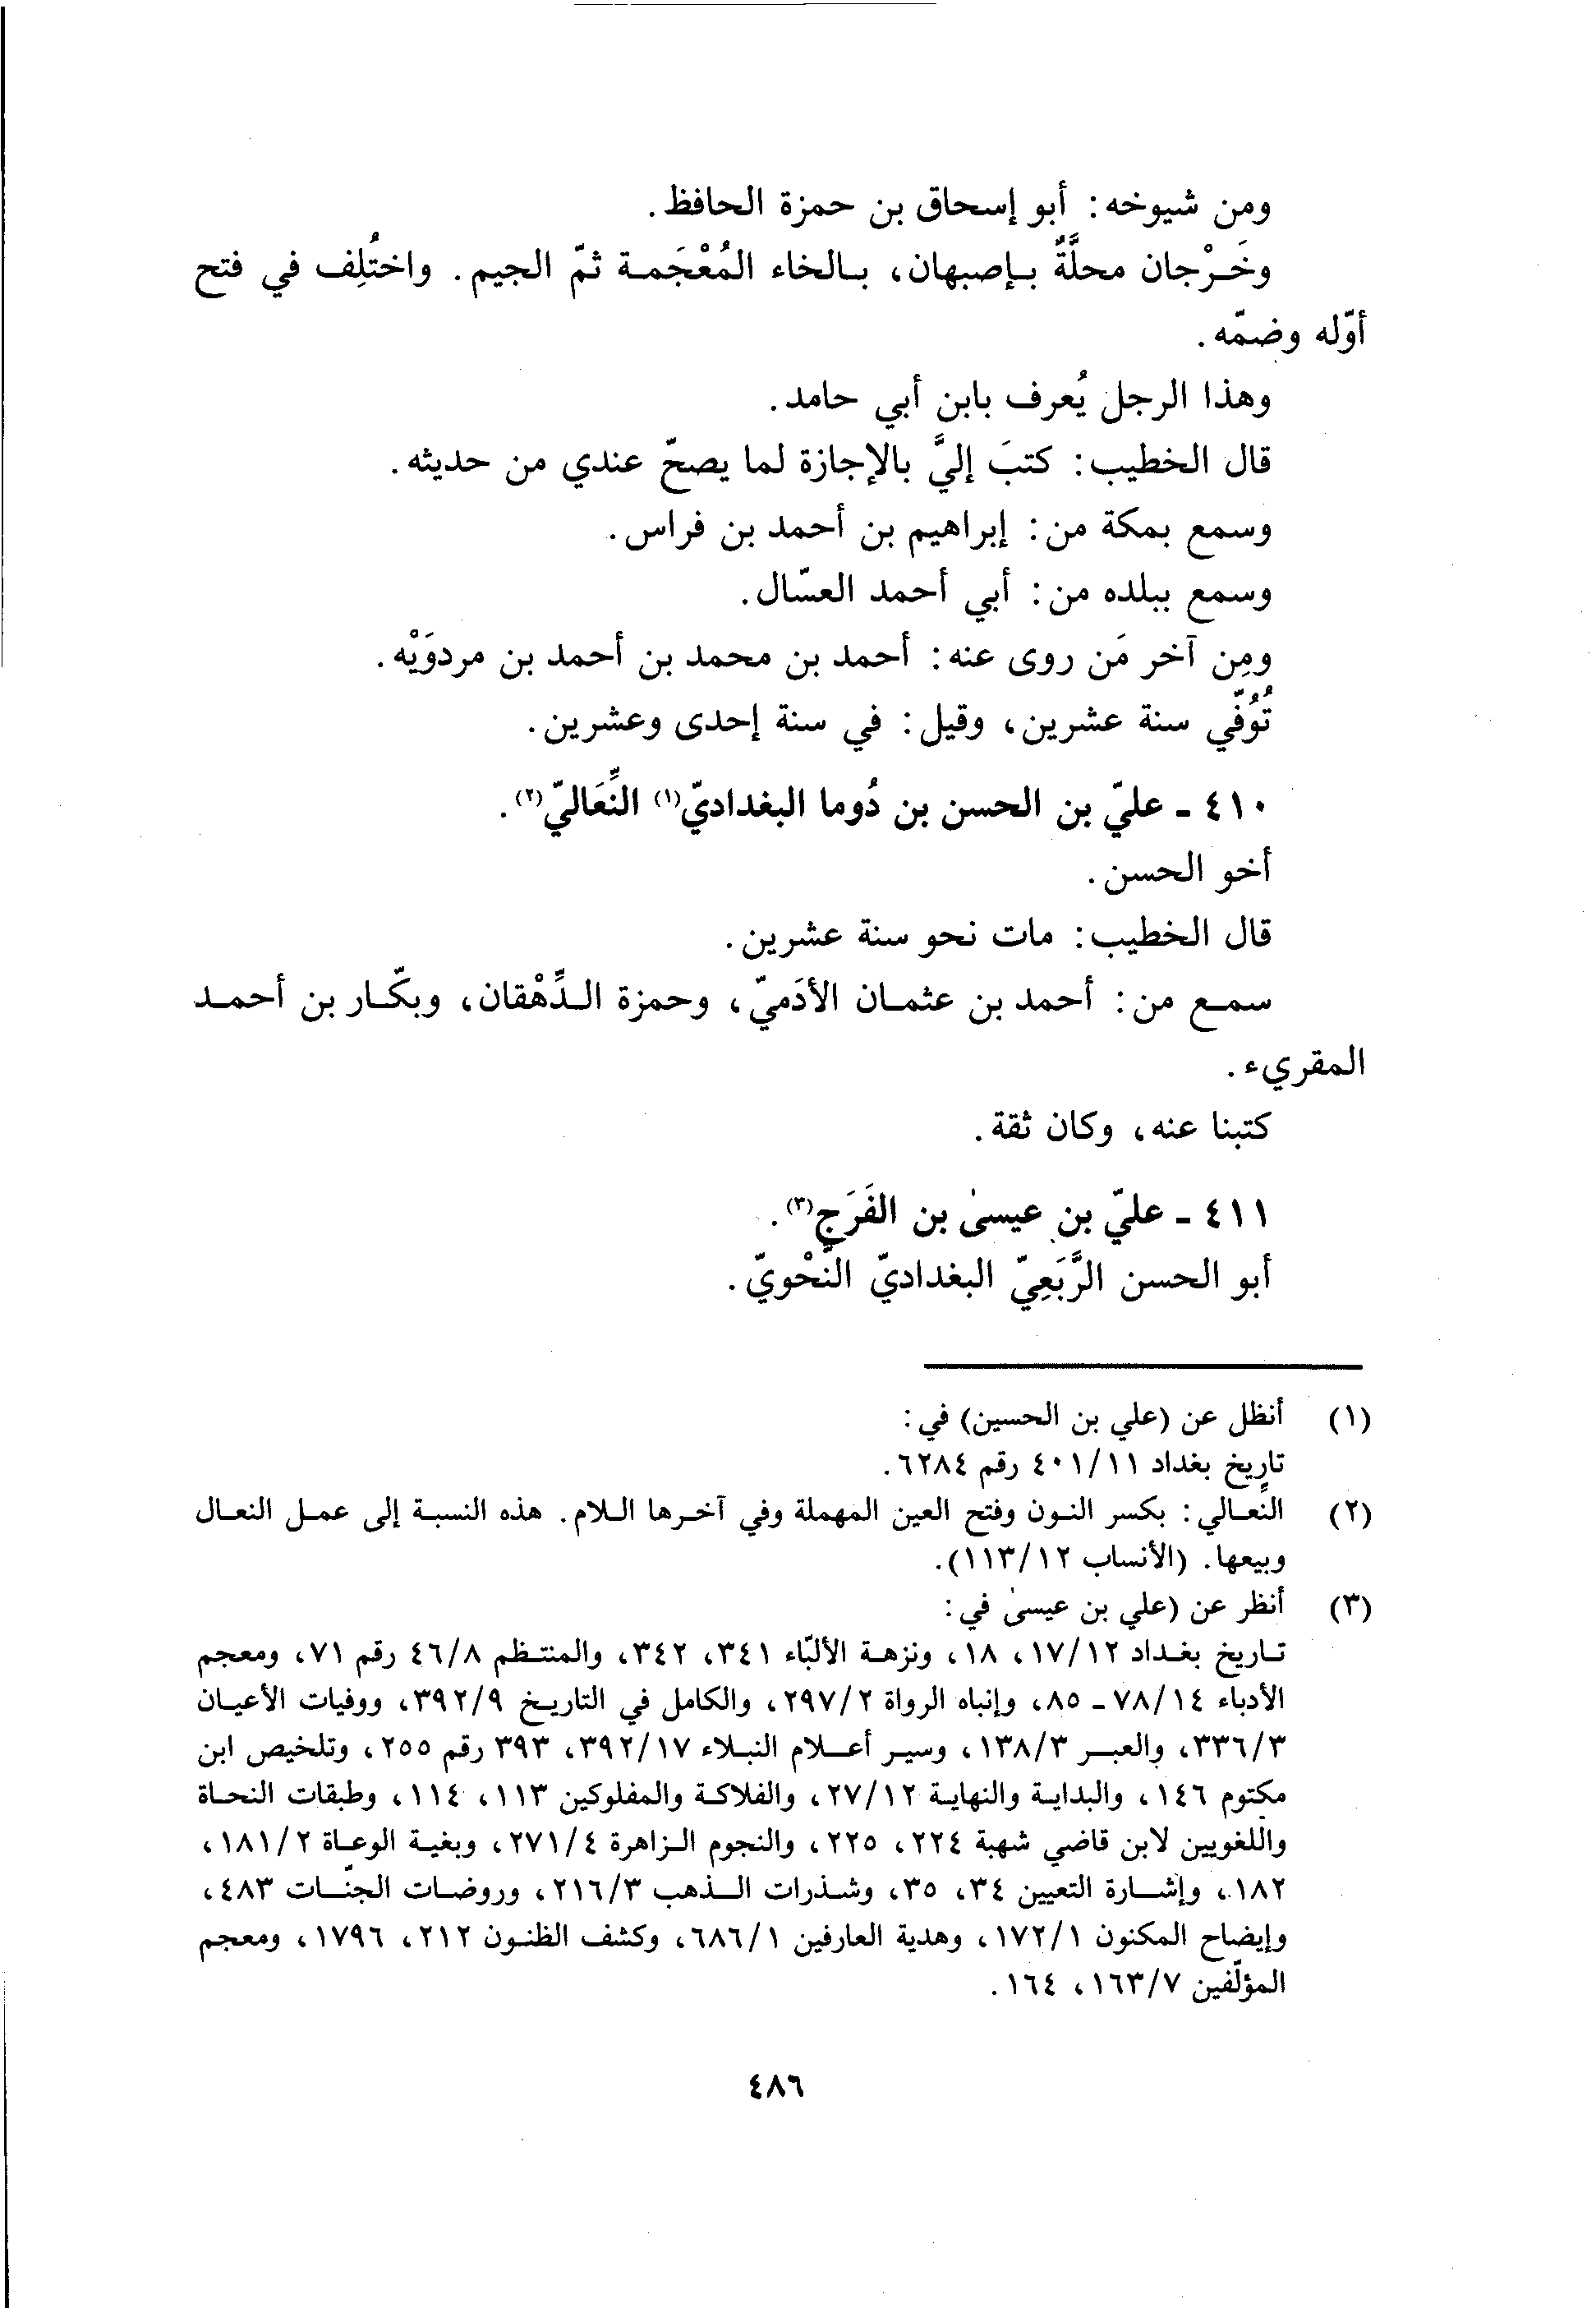 ومن شيوخه: أبو إسحاق بن حمزة الحافظ.
وخَرْجان محلَّةٌ بإصبهان، بالخاء المُعْجَمة ثمّ الجيم. واختُلِف في فتح
أوّله وضمّه.
وهذا الرجل يُعرف بابن أبي حامد.
قال الخطيب: كتبَ إليَّ بالإجازة لما يصحّ عندي من حديثه.
وسمع بمكة من: إبراهيم بن أحمد بن فراس.
وسمع ببلده من: أبي أحمد العسّال.
ومِن آخر مَن روى عنه: أحمد بن محمد بن أحمد بن مردوَيْه.
تُوُفّي سنة عشرين، وقيل: في سنة إحدى وعشرين.
٤١٠ - عليّ بن الحسن بن دُوما البغداديّ(١) النِّعَاليّ(٢).
أخو الحسن.
قال الخطيب: مات نحو سنة عشرين.
سمع من: أحمد بن عثمان الأدَميّ، وحمزة الدِّهْقان، وبكّار بن أحمد
المقريء.
كتبنا عنه، وكان ثقة.
٤١١ - عليّ بن عيسىٰ بن الفَرَج(٣).
أبو الحسن الرَّبَعِيّ البغداديّ النَّحْويّ.
(١) أنظل عن (علي بن الحسين) في:
تاريخ بغداد ٤٠١/١١ رقم ٦٢٨٤.
(٢) النِعالي: بكسر النون وفتح العين المهملة وفي آخرها اللام. هذه النسبة إلى عمل النعال
وبيعها. (الأنساب ١١٣/١٢).
(٣) أنظر عن (علي بن عيسىٰ في:
تاريخ بغداد ١٧/١٢، ١٨، ونزهة الألبّاء ٣٤١، ٣٤٢، والمنتظم ٤٦/٨ رقم ٧١، ومعجم
الأدباء ٧٨/١٤ - ٨٥، وإنباه الرواة ٢٩٧/٢، والكامل في التاريخ ٣٩٢/٩، ووفيات الأعيان
٣٣٦/٣، والعبر ١٣٨/٣، وسير أعلام النبلاء ٣٩٢/١٧، ٣٩٣ رقم ٢٥٥، وتلخيص ابن
مكتوم ١٤٦، والبداية والنهاية ٢٧/١٢، والفلاكة والمفلوكين ١١٣، ١١٤، وطبقات النحاة
واللغويين لابن قاضي شهبة ٢٢٤، ٢٢٥، والنجوم الزاهرة ٢٧١/٤، وبغية الوعاة ١٨١/٢،
١٨٢، وإشارة التعيين ٣٤، ٣٥، وشذرات الذهب ٢١٦/٣، وروضات الجنّات ٤٨٣،
وإيضاح المكنون ١٧٢/١، وهدية العارفين ٦٨٦/١، وكشف الظنون ٢١٢، ١٧٩٦، ومعجم
المؤلّفين ١٦٣/٧، ١٦٤.
٤٨٦